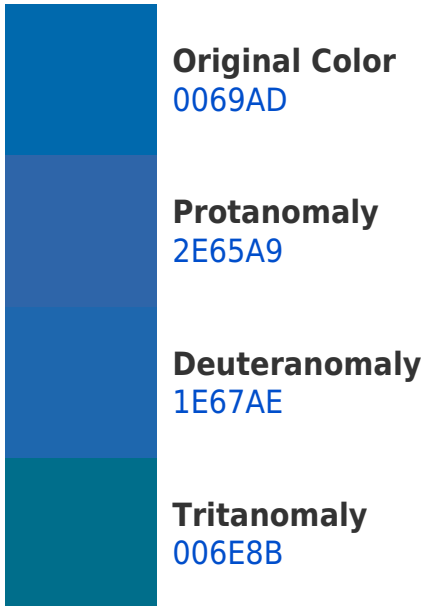 Original Color
0069AD
Protanomaly
2E65A9
Deuteranomaly
1E67AE
Tritanomaly
006E8B